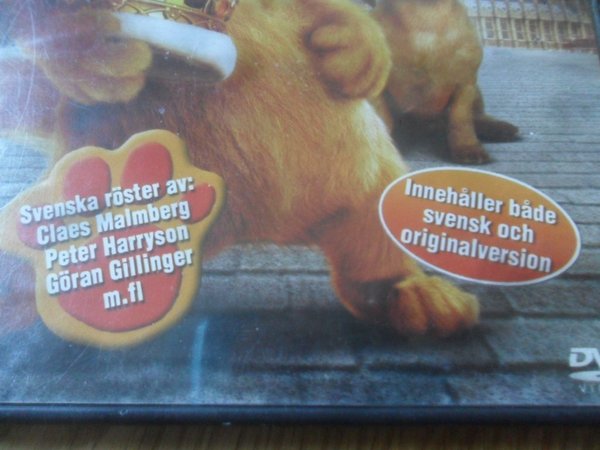 Svenska röster av:
Claes Malmberg
Peter Harryson
Göran Gillinger
m.fl
Innehåller både
svensk och
originalversion